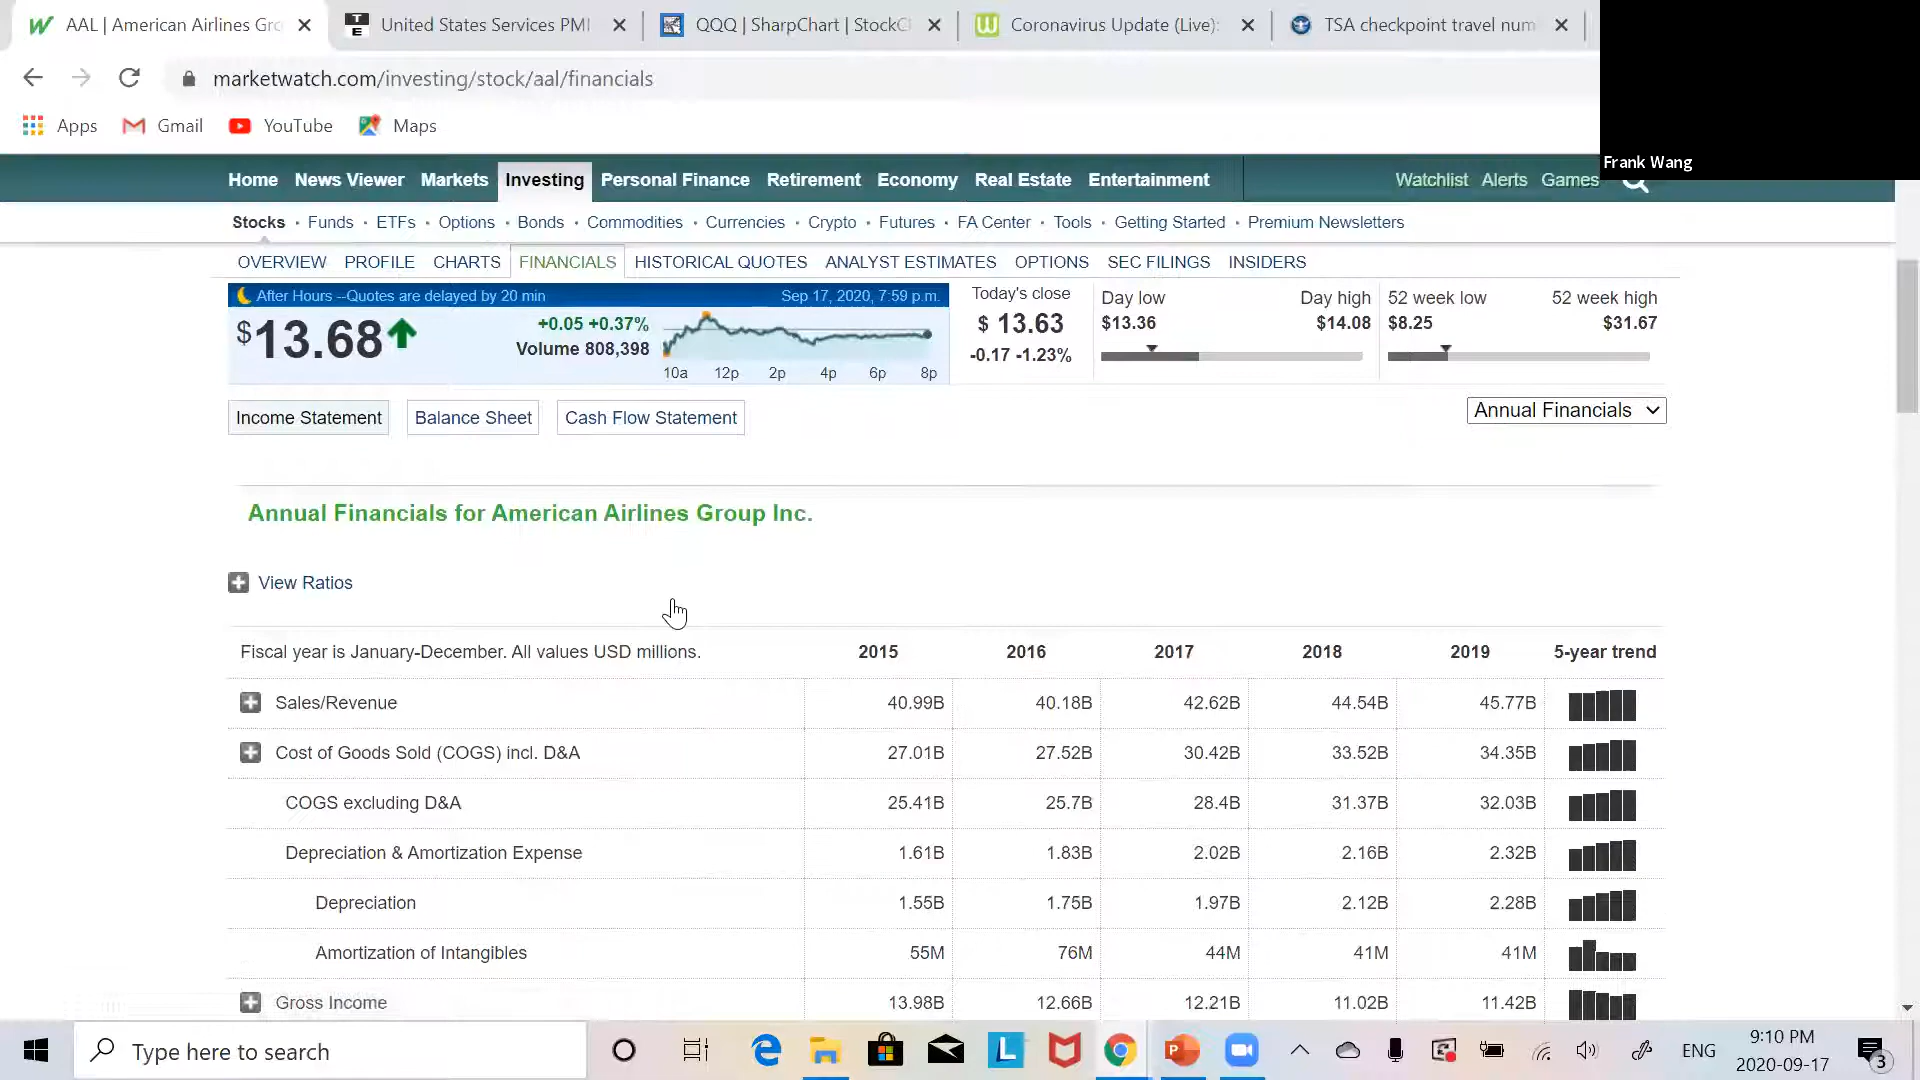 AAL | American Airlines Gro
United States Services PMI
QQQ | SharpChart | StockC
Coronavirus Update (Live):
TSA checkpoint travel num
marketwatch.com/investing/stock/aal/financials
Apps Gmail YouTube Maps
Frank Wang
Home News Viewer Markets Investing Personal Finance Retirement Economy Real Estate Entertainment Watchlist Alerts Games
Stocks · Funds · ETFs · Options · Bonds · Commodities · Currencies · Crypto · Futures · FA Center · Tools · Getting Started · Premium Newsletters
OVERVIEW PROFILE CHARTS FINANCIALS HISTORICAL QUOTES ANALYST ESTIMATES OPTIONS SEC FILINGS INSIDERS
After Hours --Quotes are delayed by 20 min Sep 17, 2020, 7:59 p.m.
$13.68
+0.05 +0.37%
Volume 808,398
10a 12p 2p 4p 6p 8p
Today's close
$ 13.63
-0.17 -1.23%
Day low Day high
$13.36 $14.08
52 week low 52 week high
$8.25 $31.67
Income Statement Balance Sheet Cash Flow Statement Annual Financials
Annual Financials for American Airlines Group Inc.
View Ratios
Fiscal year is January-December. All values USD millions. 2015 2016 2017 2018 2019 5-year trend
Sales/Revenue 40.99B 40.18B 42.62B 44.54B 45.77B
Cost of Goods Sold (COGS) incl. D&A 27.01B 27.52B 30.42B 33.52B 34.35B
COGS excluding D&A 25.41B 25.7B 28.4B 31.37B 32.03B
Depreciation & Amortization Expense 1.61B 1.83B 2.02B 2.16B 2.32B
Depreciation 1.55B 1.75B 1.97B 2.12B 2.28B
Amortization of Intangibles 55M 76M 44M 41M 41M
Gross Income 13.98B 12.66B 12.21B 11.02B 11.42B
Type here to search
ENG
9:10 PM
2020-09-17
3